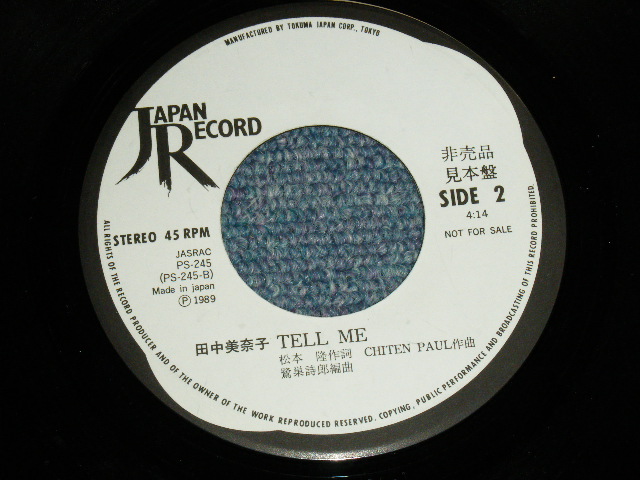 MANUFACTURED BY TOKUMA JAPAN CORP., TOKYO
JAPAN
RECORD
非売品
見本盤
SIDE 2
4:14
NOT FOR SALE
STEREO 45 RPM
JASRAC
PS-245
(PS-245-B)
Made in japan
Ⓟ 1989
田中美奈子 TELL ME
松本 隆作詞 CHITEN PAUL作曲
鷺巣詩郎編曲
ALL RIGHTS OF THE RECORD PRODUCER AND OF THE OWNER OF THE WORK REPRODUCED RESERVED. COPYING, PUBLIC PERFORMANCE AND BROADCASTING OF THIS RECORD PROHIBITED.